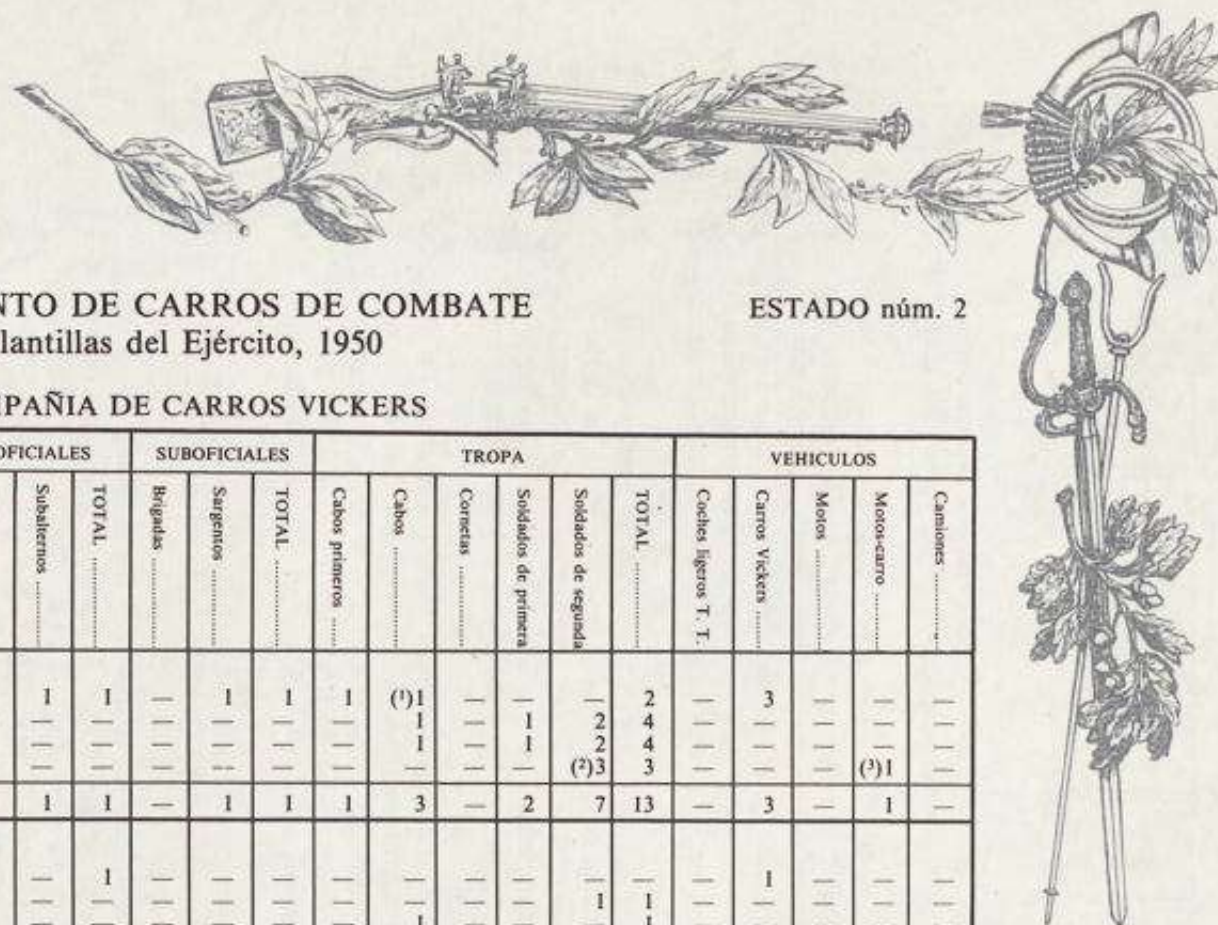 NTO DE CARROS DE COMBATE ESTADO núm. 2
lantillas del Ejército, 1950
PAÑIA DE CARROS VICKERS
OFICIALES SUBOFICIALES TROPA VEHICULOS
Subalternos ............ TOTAL ............ Brigadas ............ Sargentos ............ TOTAL ............ Cabos primeros ...... Cabos ............ Cornetas ............ Soldados de primera Soldados de segunda TOTAL ............ Coches ligeros T. T. Carros Vickers ........ Motos ............ Motos-carro ............ Camiones ............
1 1 — 1 1 1 (¹)1 — — — 2 — 3 — — —
— — — — — — 1 — 1 2 4 — — — — —
— — — — — — 1 — 1 2 4 — — — — —
— — — — — — — — — (²)3 3 — — — (³)1 —
1 1 — 1 1 1 3 — 2 7 13 — 3 — 1 —
— 1 — — — — — — — — — — 1 — — —
— — — — — — — — — 1 1 — — — — —
— — — — — — 1 — — — 1 — — — — —